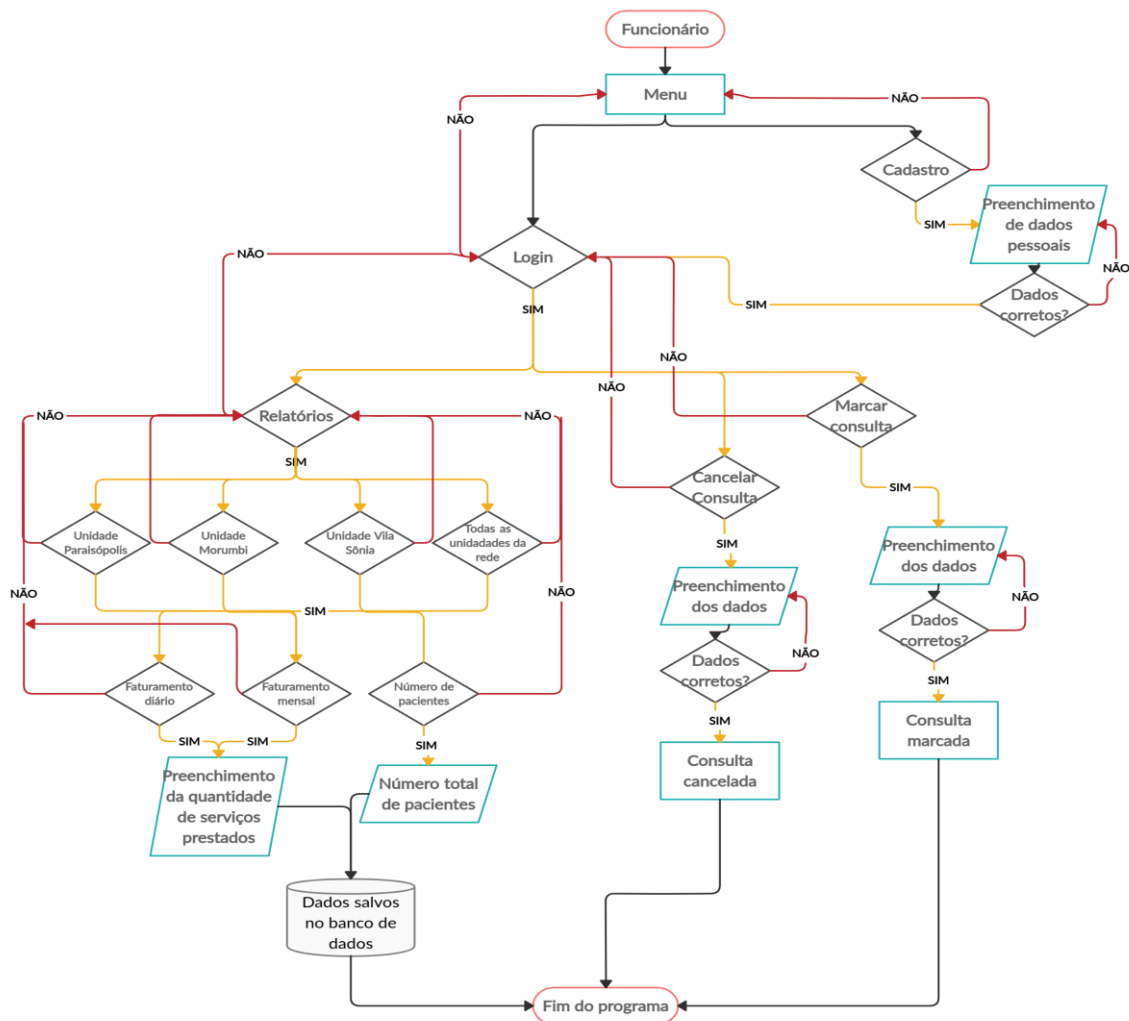 Funcionário
Menu
NÃO
NÃO
Cadastro
Preenchimento
de dados
pessoais
SIM
NÃO
Login
NÃO
Dados
corretos?
SIM
SIM
NÃO
NÃO
NÃO
Relatórios
NÃO
NÃO
Marcar
consulta
SIM
Cancelar
Consulta
SIM
Unidade
Paraisópolis
Unidade
Morumbi
Unidade Vila
Sônia
Todas as
unidadades da
rede
SIM
Preenchimento
dos dados
NÃO
NÃO
NÃO
Preenchimento
dos dados
SIM
Dados
corretos?
NÃO
Dados
corretos?
SIM
Faturamento
diário
Faturamento
mensal
Número de
pacientes
SIM
Consulta
marcada
SIM
SIM
SIM
Preenchimento
da quantidade
de serviços
prestados
Número total
de pacientes
Consulta
cancelada
Dados salvos
no banco de
dados
Fim do programa